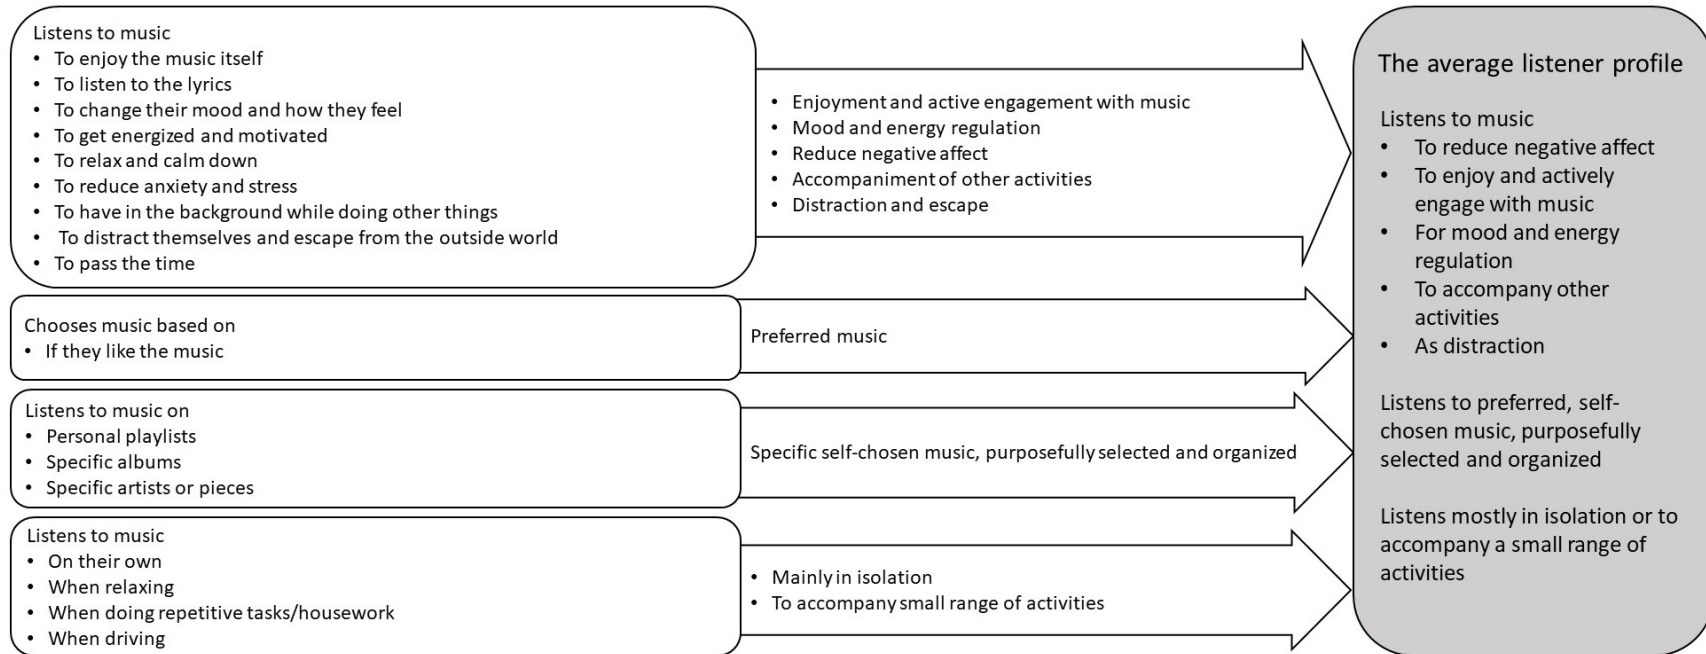 Listens to music
• To enjoy the music itself
• To listen to the lyrics
• To change their mood and how they feel
• To get energized and motivated
• To relax and calm down
• To reduce anxiety and stress
• To have in the background while doing other things
• To distract themselves and escape from the outside world
• To pass the time
• Enjoyment and active engagement with music
• Mood and energy regulation
• Reduce negative affect
• Accompaniment of other activities
• Distraction and escape
Chooses music based on
• If they like the music
Preferred music
Listens to music on
• Personal playlists
• Specific albums
• Specific artists or pieces
Specific self-chosen music, purposefully selected and organized
Listens to music
• On their own
• When relaxing
• When doing repetitive tasks/housework
• When driving
• Mainly in isolation
• To accompany small range of activities
The average listener profile
Listens to music
• To reduce negative affect
• To enjoy and actively
engage with music
• For mood and energy
regulation
• To accompany other
activities
• As distraction
Listens to preferred, self-
chosen music, purposefully
selected and organized
Listens mostly in isolation or to
accompany a small range of
activities